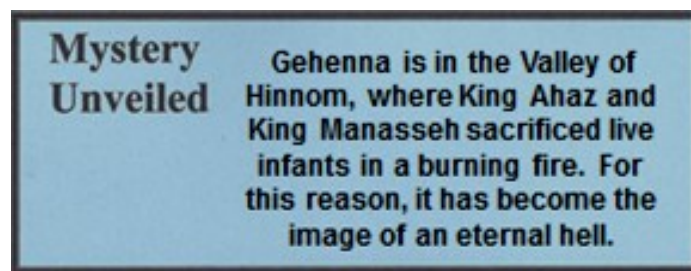 Mystery
Unveiled
Gehenna is in the Valley of
Hinnom, where King Ahaz and
King Manasseh sacrificed live
infants in a burning fire. For
this reason, it has become the
image of an eternal hell.